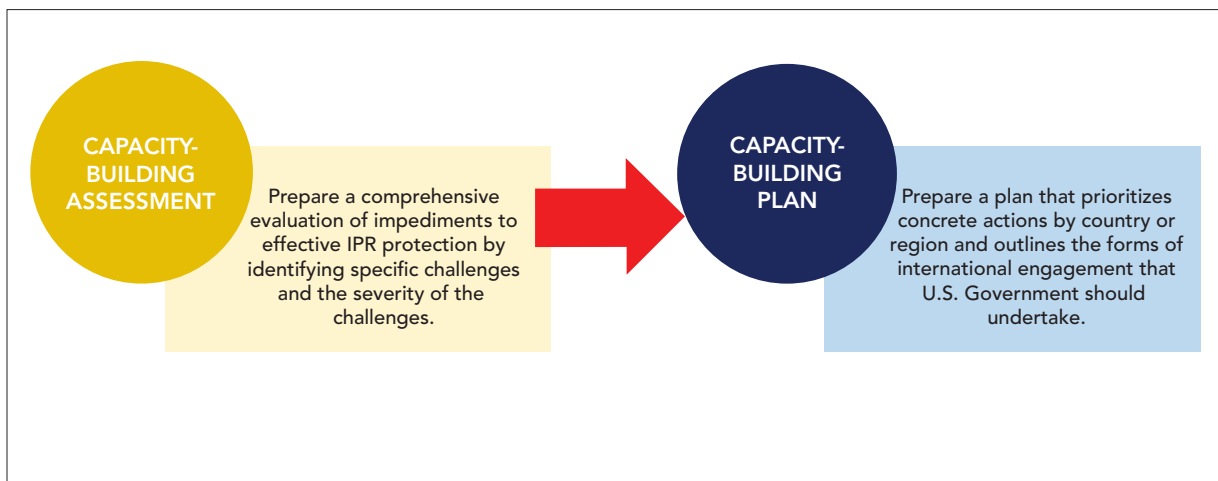 CAPACITY-
BUILDING
ASSESSMENT
Prepare a comprehensive
evaluation of impediments to
effective IPR protection by
identifying specific challenges
and the severity of the
challenges.
CAPACITY-
BUILDING
PLAN
Prepare a plan that prioritizes
concrete actions by country or
region and outlines the forms of
international engagement that
U.S. Government should
undertake.